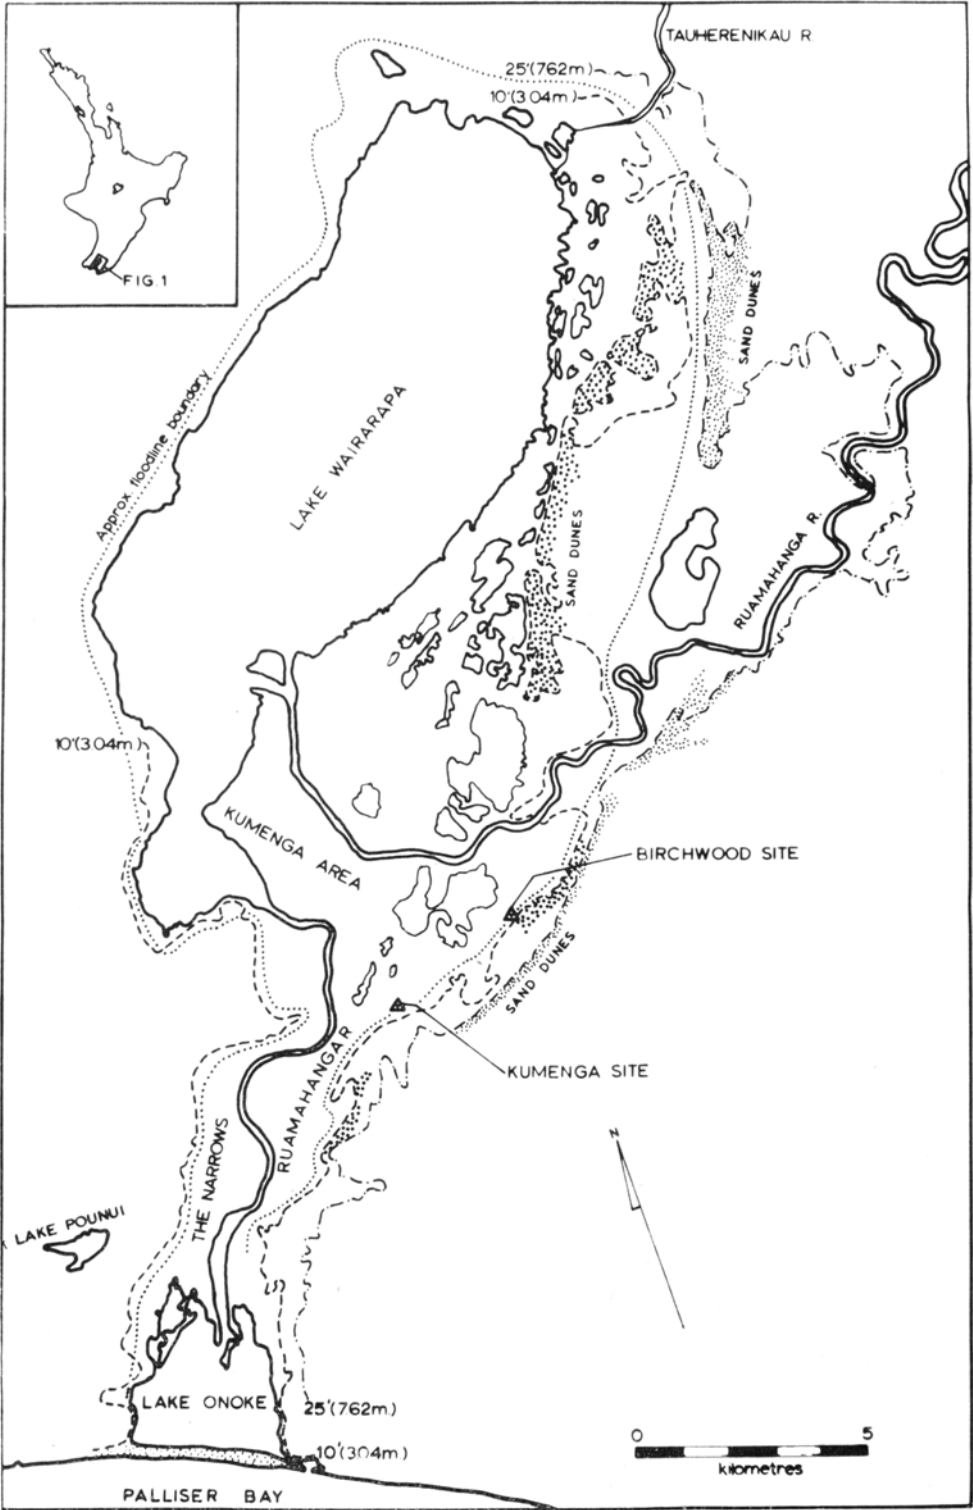 TAUHERENIKAU R.
25'(762m)
10'(3.04m)
FIG.1
SAND DUNES
Approx. floodline boundary
LAKE WAIRARAPA
SAND DUNES
RUAMAHANGA R.
10'(3.04m)
KUMENGA AREA
BIRCHWOOD SITE
SAND DUNES
KUMENGA SITE
RUAMAHANGA R
THE NARROWS
N
LAKE POUNUI
LAKE ONOKE
25'(762m.)
10'(304m)
0 5
kilometres
PALLISER BAY